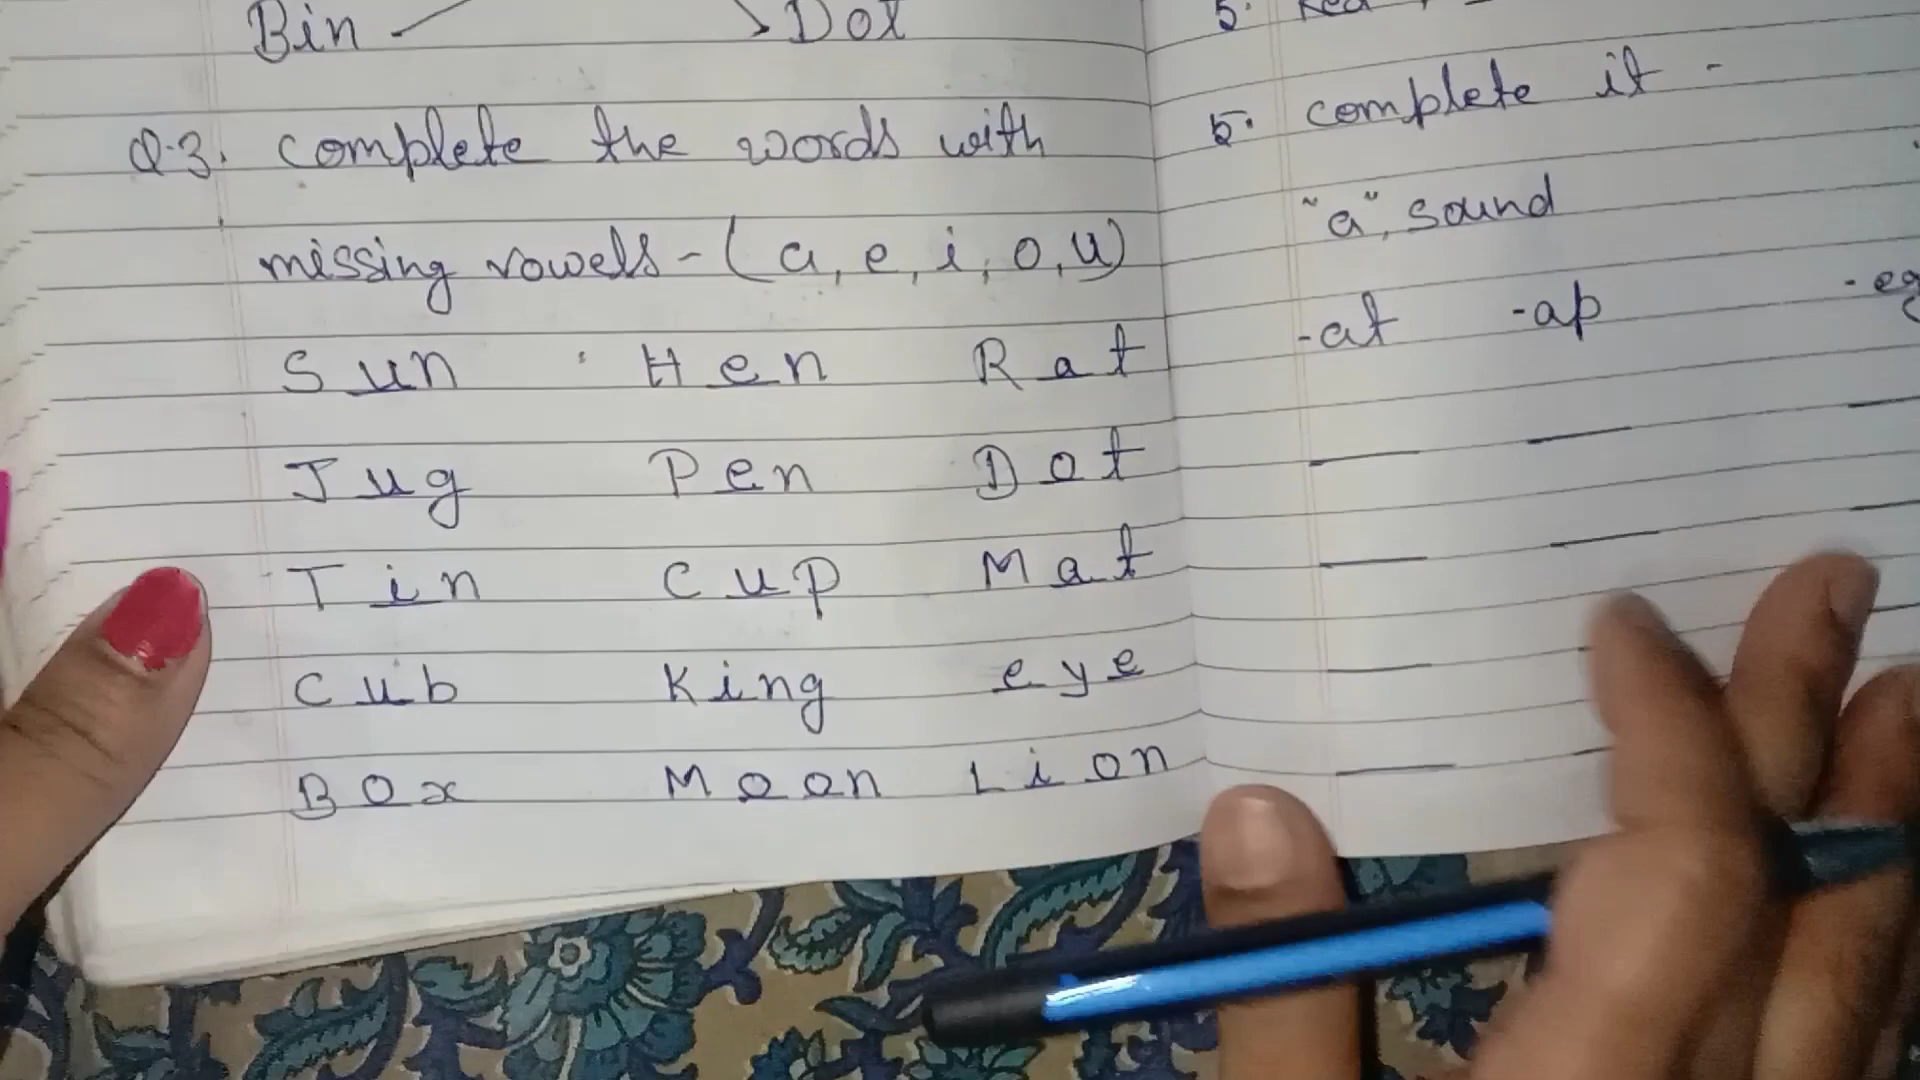 Bin Dot
Q.3. complete the words with
missing vowels - (a, e, i, o, u)
Sun Hen Rat
Jug Pen Dot
Tin Cup Mat
Cub King eye
Box Moon Lion
5.
5. complete it -
"a", sound
-at -ap